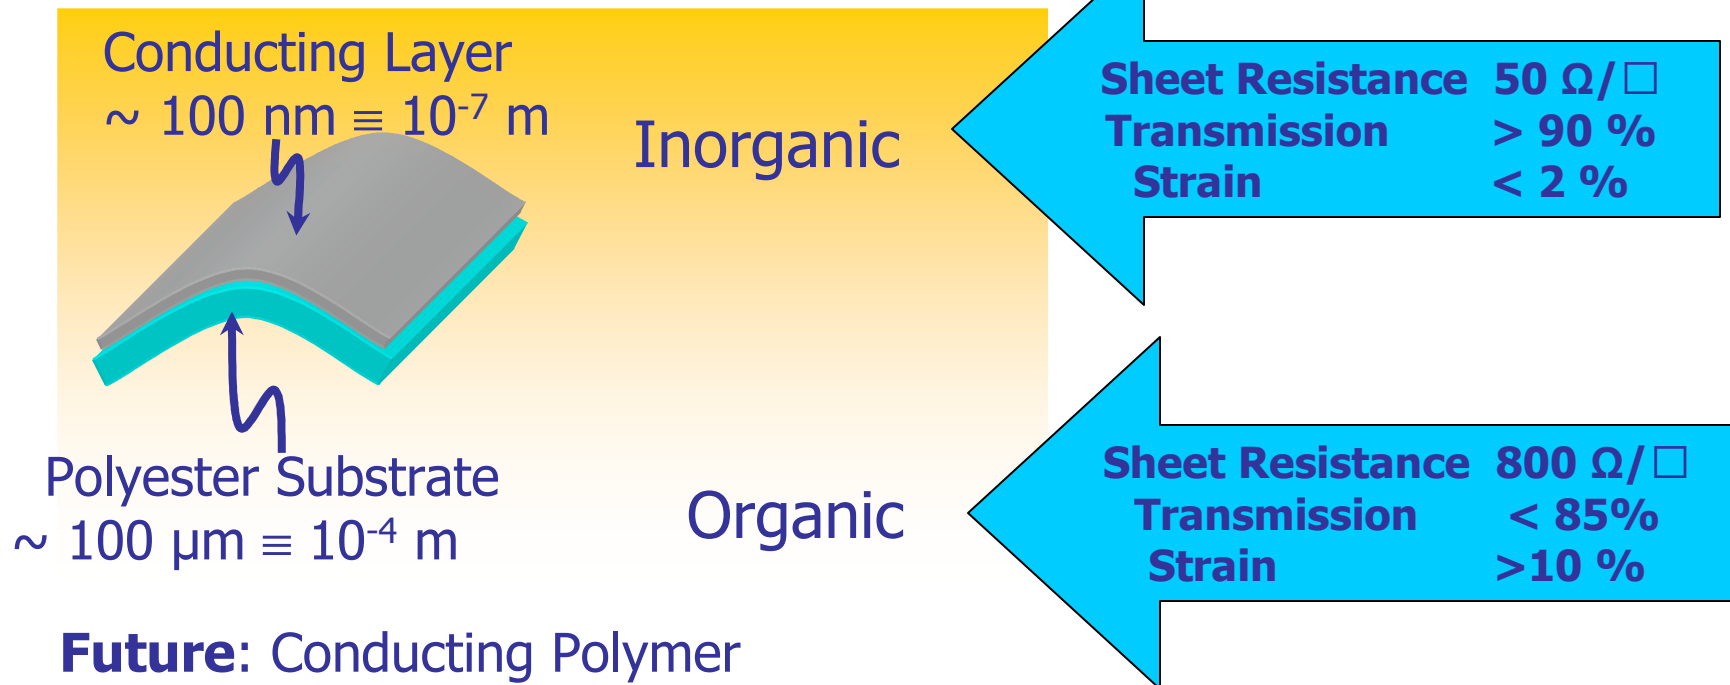 Conducting Layer
~ 100 nm ≡ 10⁻⁷ m
Inorganic
Sheet Resistance 50 Ω/□
Transmission > 90 %
Strain < 2 %
Polyester Substrate
~ 100 µm ≡ 10⁻⁴ m
Organic
Sheet Resistance 800 Ω/□
Transmission < 85%
Strain >10 %
Future: Conducting Polymer